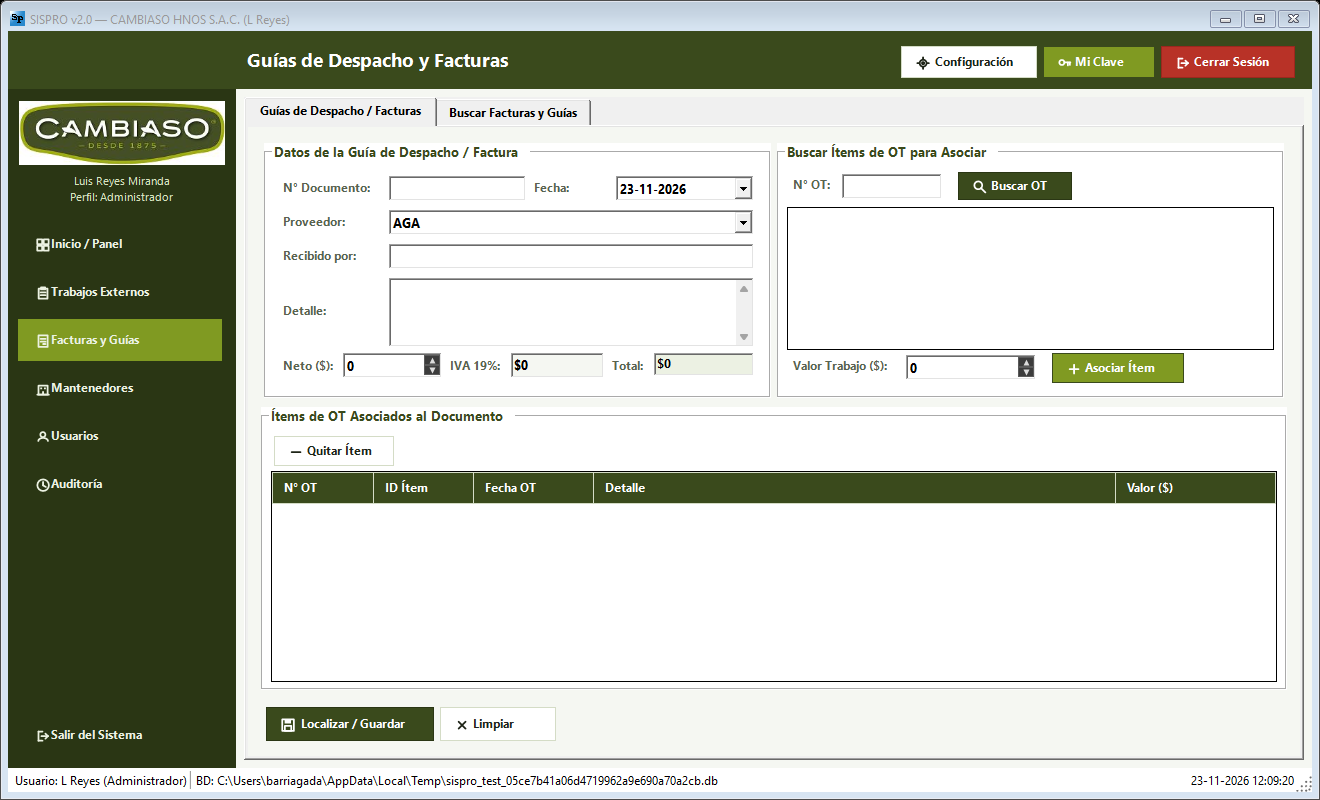 SISPRO v2.0 — CAMBIASO HNOS S.A.C. (L Reyes)
Guías de Despacho y Facturas
Configuración
Mi Clave
Cerrar Sesión
CAMBIASO
DESDE 1875
Luis Reyes Miranda
Perfil: Administrador
Inicio / Panel
Trabajos Externos
Facturas y Guías
Mantenedores
Usuarios
Auditoría
Salir del Sistema
Guías de Despacho / Facturas
Buscar Facturas y Guías
Datos de la Guía de Despacho / Factura
N° Documento:
Fecha: 23-11-2026
Proveedor: AGA
Recibido por:
Detalle:
Neto ($): 0 IVA 19%: $0 Total: $0
Buscar Ítems de OT para Asociar
N° OT:
Buscar OT
Valor Trabajo ($): 0
Asociar Ítem
Ítems de OT Asociados al Documento
Quitar Ítem
N° OT ID Ítem Fecha OT Detalle Valor ($)
Localizar / Guardar
Limpiar
Usuario: L Reyes (Administrador) BD: C:\Users\barriagada\AppData\Local\Temp\sispro_test_05ce7b41a06d4719962a9e690a70a2cb.db 23-11-2026 12:09:20